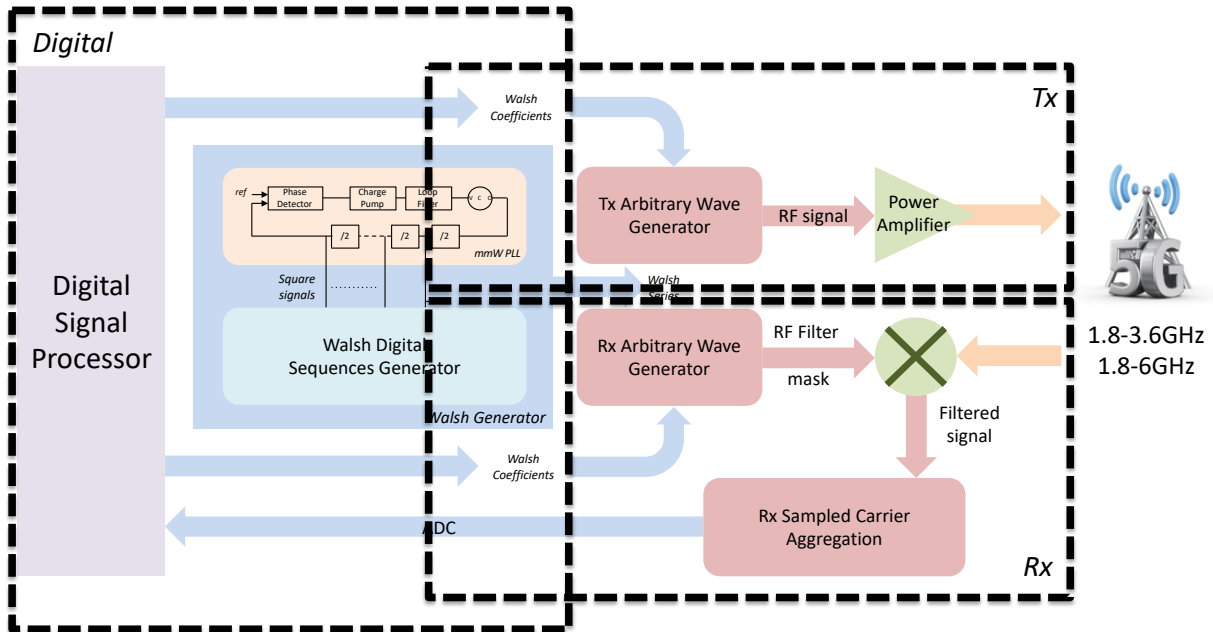 Digital
Tx
Walsh
Coefficients
ref
Phase
Detector
Charge
Pump
Loop
Filter
V C O
/2
/2
/2
mmW PLL
Square
signals
Walsh Digital
Sequences Generator
Walsh Generator
Digital
Signal
Processor
Tx Arbitrary Wave
Generator
RF signal
Power
Amplifier
Walsh
Series
Rx Arbitrary Wave
Generator
RF Filter
mask
5G
1.8-3.6GHz
1.8-6GHz
Filtered
signal
Walsh
Coefficients
ADC
Rx Sampled Carrier
Aggregation
Rx